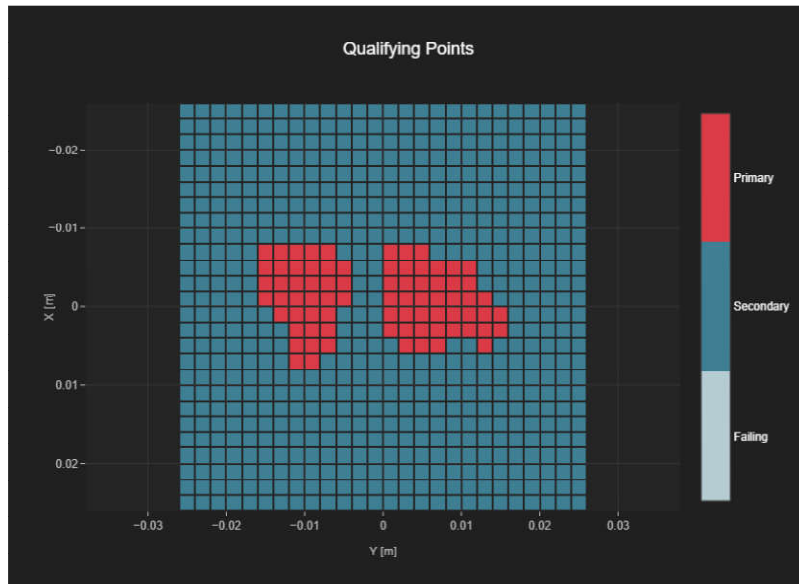 Qualifying Points
−0.02
−0.01
0
0.01
0.02
X [m]
−0.03
−0.02
−0.01
0
0.01
0.02
0.03
Y [m]
Primary
Secondary
Failing